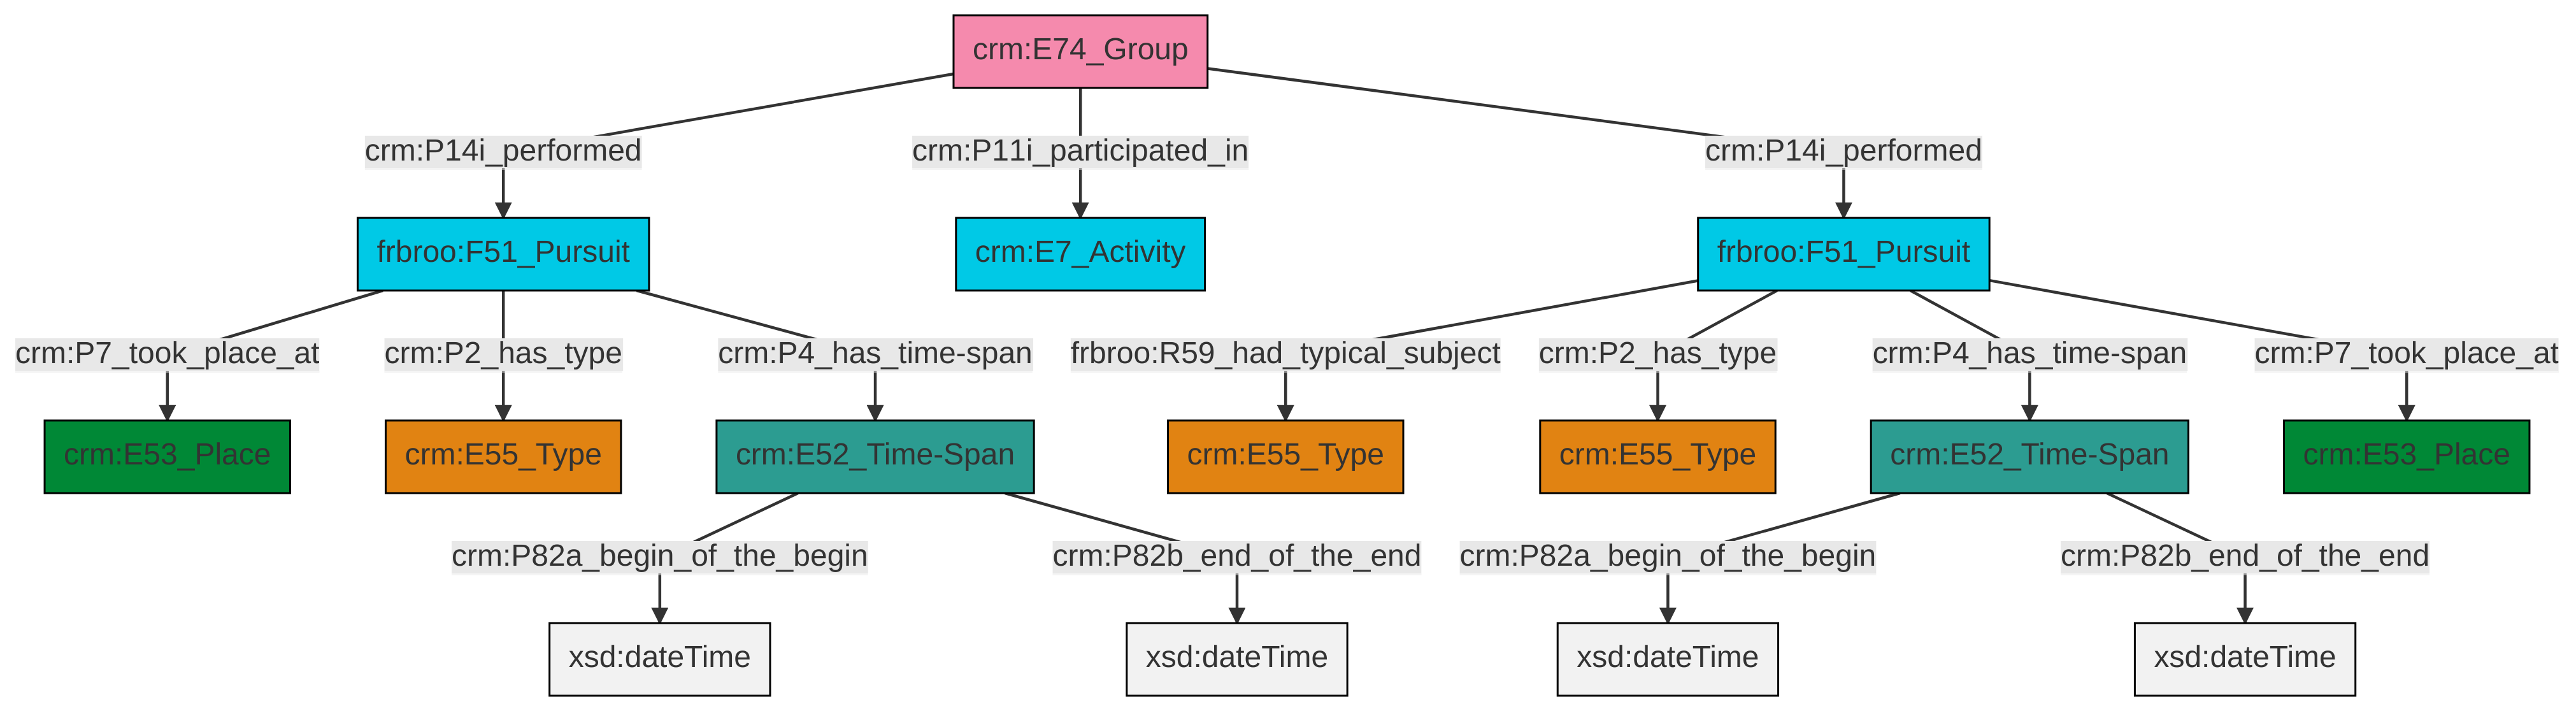 crm:E74_Group
crm:P14i_performed
crm:P11i_participated_in
crm:P14i_performed
frbroo:F51_Pursuit
crm:E7_Activity
frbroo:F51_Pursuit
crm:P7_took_place_at
crm:P2_has_type
crm:P4_has_time-span
frbroo:R59_had_typical_subject
crm:P2_has_type
crm:P4_has_time-span
crm:P7_took_place_at
crm:E53_Place
crm:E55_Type
crm:E52_Time-Span
crm:E55_Type
crm:E55_Type
crm:E52_Time-Span
crm:E53_Place
crm:P82a_begin_of_the_begin
crm:P82b_end_of_the_end
crm:P82a_begin_of_the_begin
crm:P82b_end_of_the_end
xsd:dateTime
xsd:dateTime
xsd:dateTime
xsd:dateTime